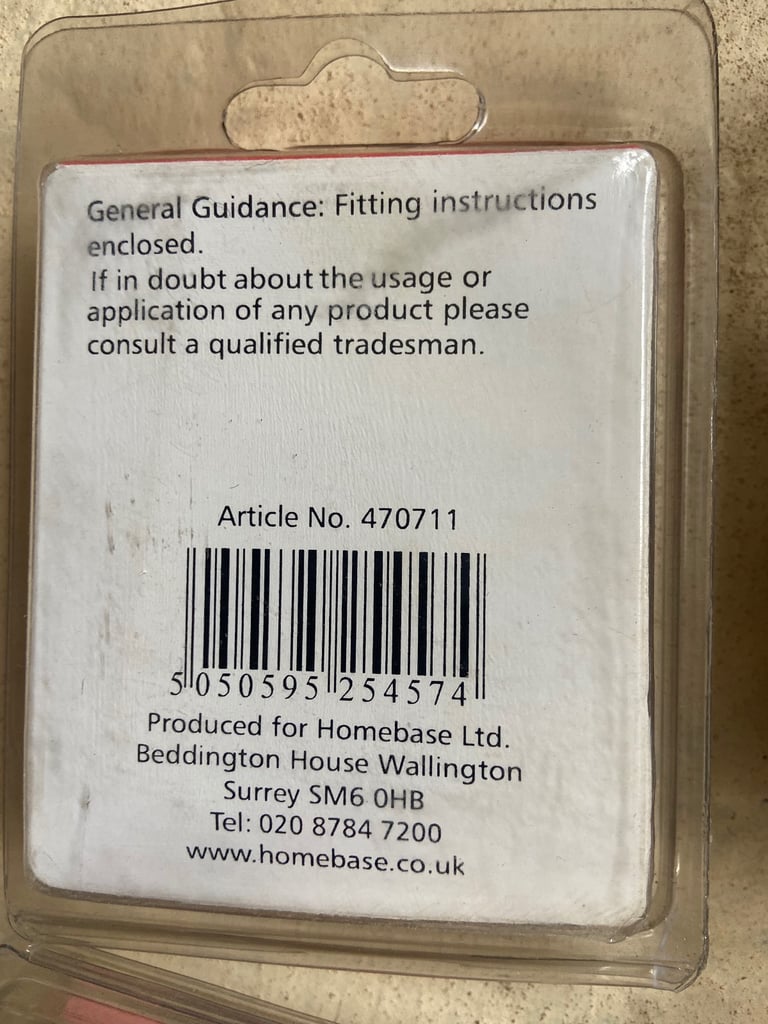 General Guidance: Fitting instructions
enclosed.
If in doubt about the usage or
application of any product please
consult a qualified tradesman.
Article No. 470711
5 050595 254574
Produced for Homebase Ltd.
Beddington House Wallington
Surrey SM6 0HB
Tel: 020 8784 7200
www.homebase.co.uk